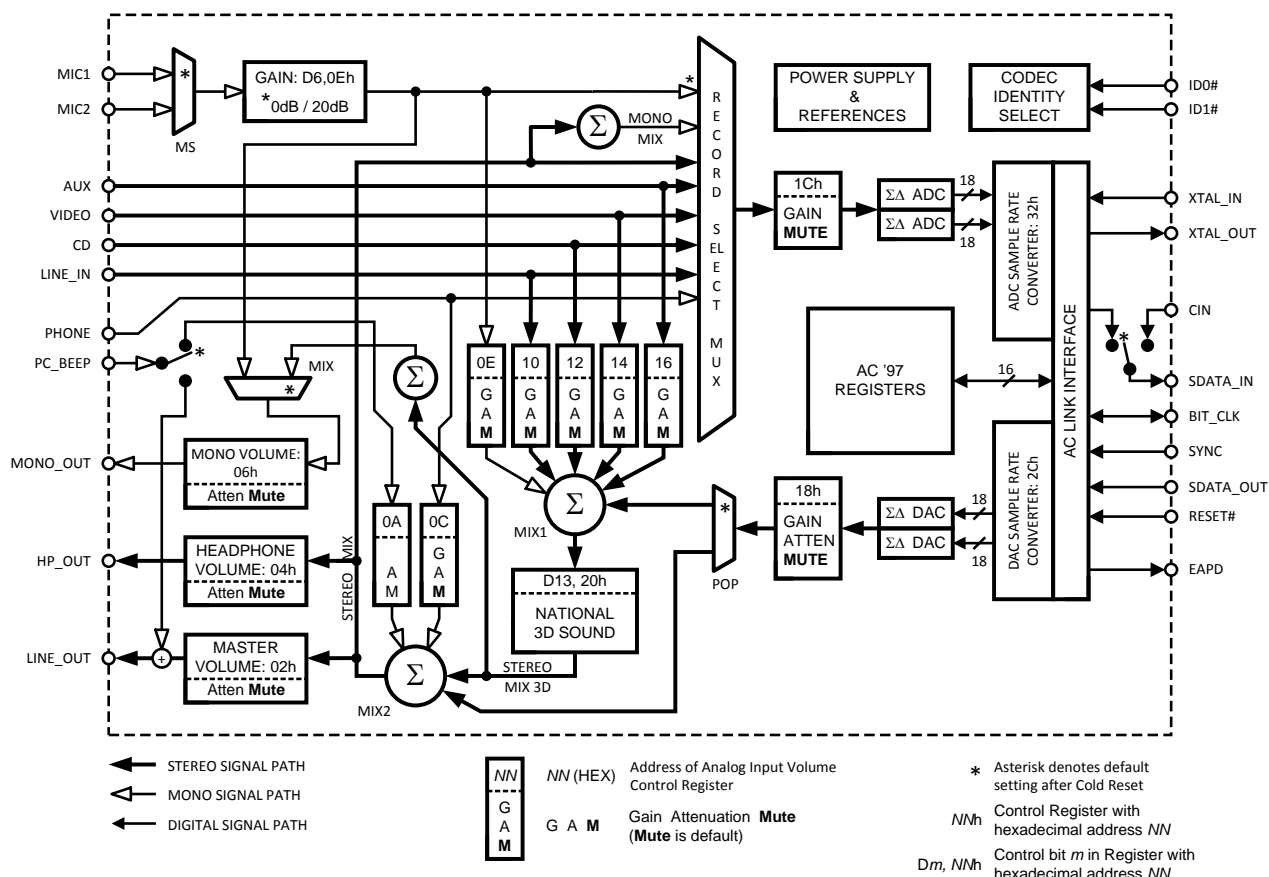 MIC1
MIC2
*
MS
GAIN: D6,0Eh
*0dB / 20dB
*
MONO
MIX
Σ
RECORD SELECT MUX
POWER SUPPLY
&
REFERENCES
CODEC
IDENTITY
SELECT
ID0#
ID1#
AUX
VIDEO
CD
LINE_IN
PHONE
PC_BEEP
*
1Ch
GAIN
MUTE
ΣΔ ADC
ΣΔ ADC
18
18
ADC SAMPLE RATE
CONVERTER: 32h
AC LINK INTERFACE
XTAL_IN
XTAL_OUT
CIN
*
SDATA_IN
BIT_CLK
SYNC
SDATA_OUT
RESET#
EAPD
AC '97
REGISTERS
16
MIX
*
Σ
0E
G
A
M
10
G
A
M
12
G
A
M
14
G
A
M
16
G
A
M
MONO_OUT
MONO VOLUME:
06h
Atten Mute
HP_OUT
HEADPHONE
VOLUME: 04h
Atten Mute
LINE_OUT
+
MASTER
VOLUME: 02h
Atten Mute
STEREO MIX
0A
A
M
0C
G
A
M
Σ
MIX1
D13, 20h
NATIONAL
3D SOUND
Σ
MIX2
STEREO
MIX 3D
*
POP
18h
GAIN
ATTEN
MUTE
ΣΔ DAC
ΣΔ DAC
18
18
DAC SAMPLE RATE
CONVERTER: 2Ch
STEREO SIGNAL PATH
MONO SIGNAL PATH
DIGITAL SIGNAL PATH
NN
G
A
M
NN (HEX)
Address of Analog Input Volume
Control Register
G A M
Gain Attenuation Mute
(Mute is default)
* Asterisk denotes default
setting after Cold Reset
NNh Control Register with
hexadecimal address NN
Dm, NNh Control bit m in Register with
hexadecimal address NN